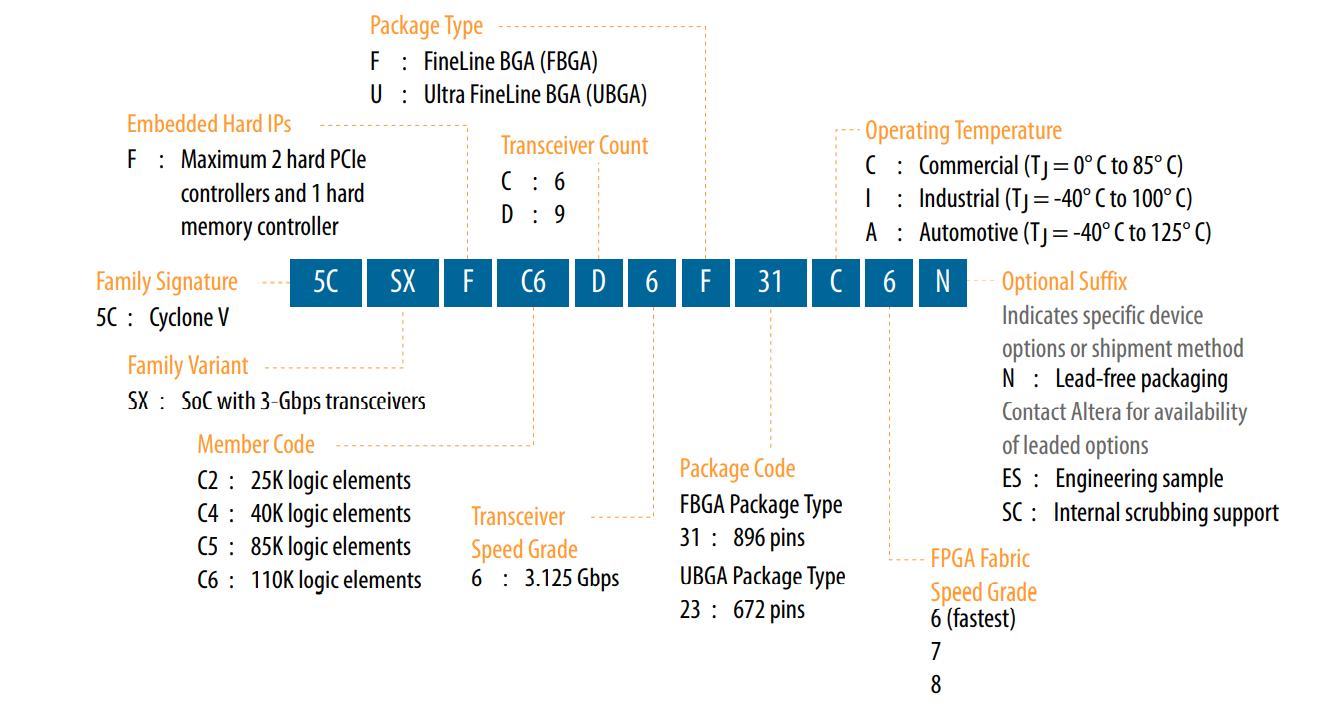 Package Type
F : FineLine BGA (FBGA)
U : Ultra FineLine BGA (UBGA)
Embedded Hard IPs
F : Maximum 2 hard PCIe
controllers and 1 hard
memory controller
Transceiver Count
C : 6
D : 9
Operating Temperature
C : Commercial (TJ = 0° C to 85° C)
I : Industrial (TJ = -40° C to 100° C)
A : Automotive (TJ = -40° C to 125° C)
Family Signature
5C : Cyclone V
5C SX F C6 D 6 F 31 C 6 N
Optional Suffix
Indicates specific device
options or shipment method
N : Lead-free packaging
Contact Altera for availability
of leaded options
ES : Engineering sample
SC : Internal scrubbing support
Family Variant
SX : SoC with 3-Gbps transceivers
Member Code
C2 : 25K logic elements
C4 : 40K logic elements
C5 : 85K logic elements
C6 : 110K logic elements
Transceiver
Speed Grade
6 : 3.125 Gbps
Package Code
FBGA Package Type
31 : 896 pins
UBGA Package Type
23 : 672 pins
FPGA Fabric
Speed Grade
6 (fastest)
7
8